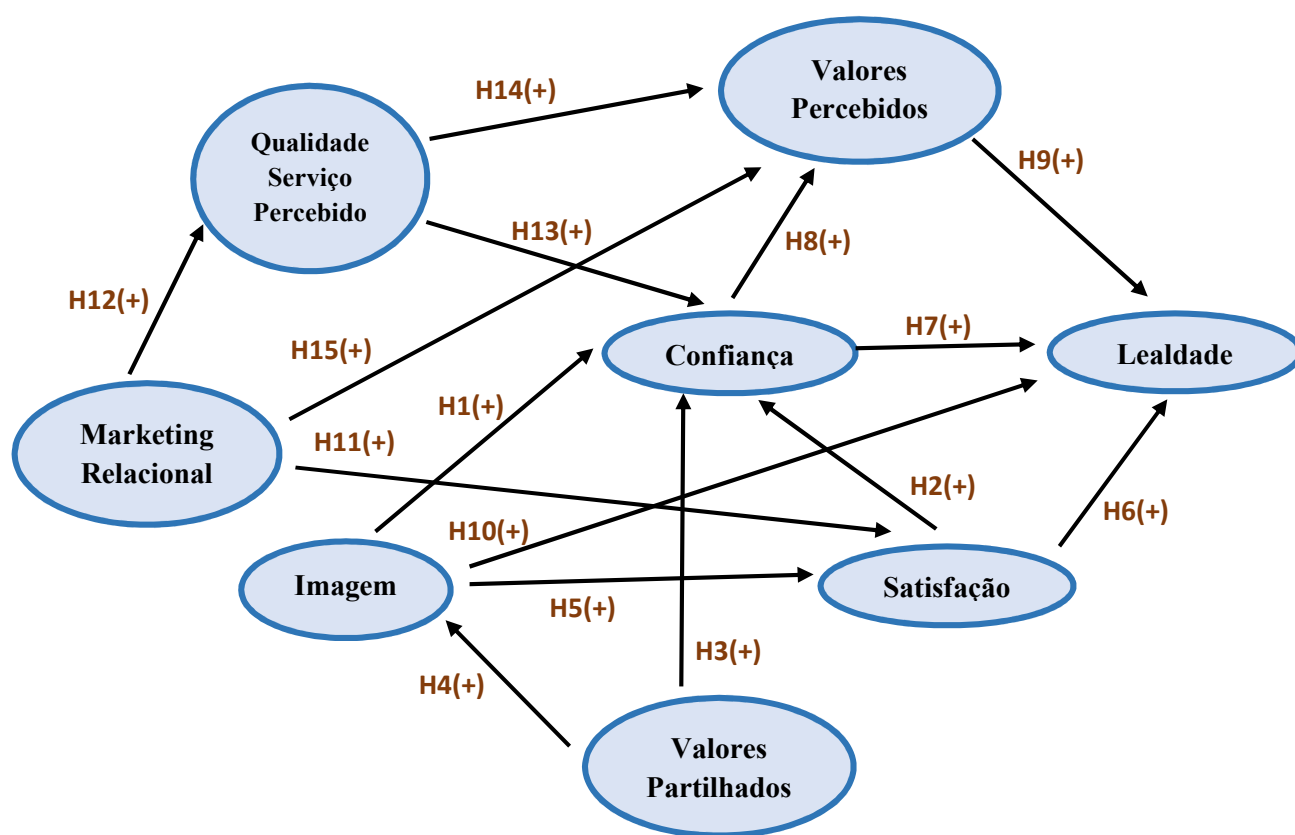 Valores
Percebidos
H14(+)
Qualidade
Serviço
Percebido
H9(+)
H13(+)
H8(+)
H12(+)
H15(+)
Confiança
H7(+)
Lealdade
Marketing
Relacional
H1(+)
H11(+)
H2(+)
H10(+)
H6(+)
Imagem
Satisfação
H5(+)
H3(+)
H4(+)
Valores
Partilhados